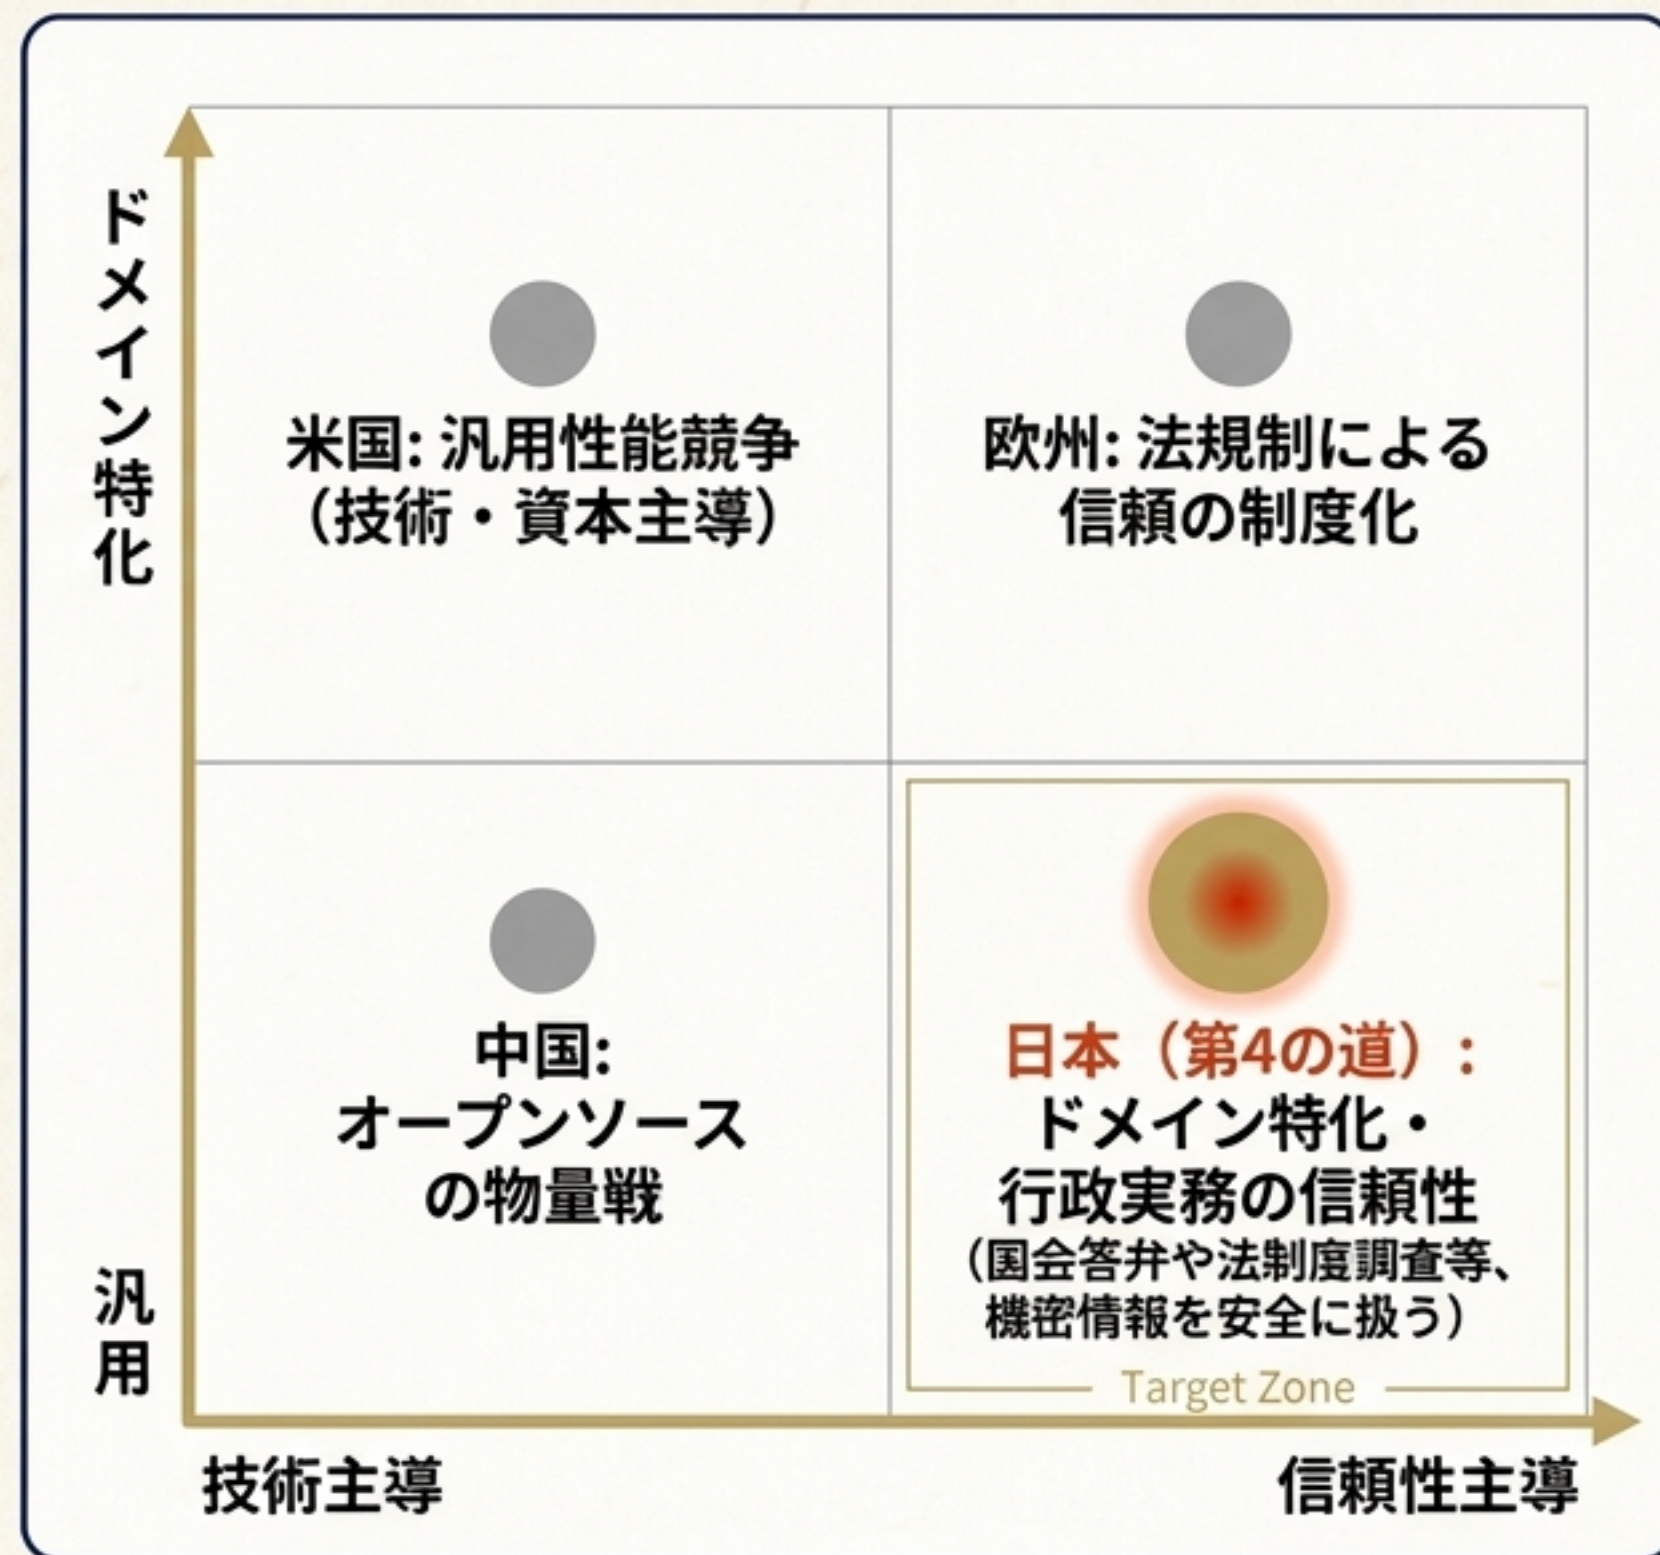 ドメイン特化
米国: 汎用性能競争
（技術・資本主導）
欧州: 法規制による
信頼の制度化
中国:
オープンソース
の物量戦
日本（第4の道）:
ドメイン特化・
行政実務の信頼性
（国会答弁や法制度調査等、
機密情報を安全に扱う）
Target Zone
汎用
技術主導
信頼性主導